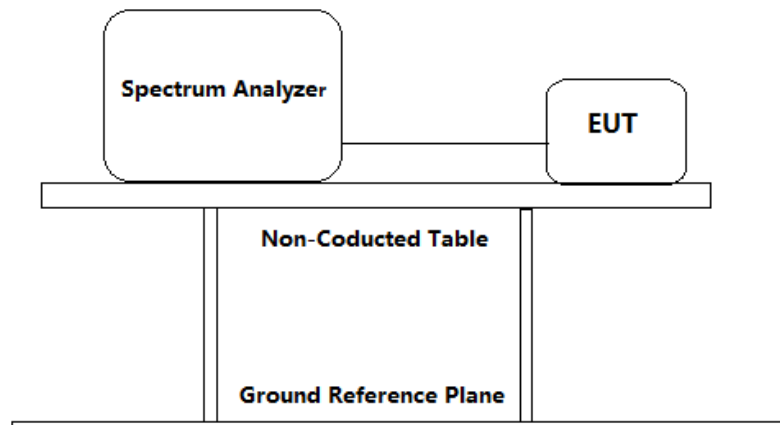 Spectrum Analyzer
EUT
Non-Coducted Table
Ground Reference Plane